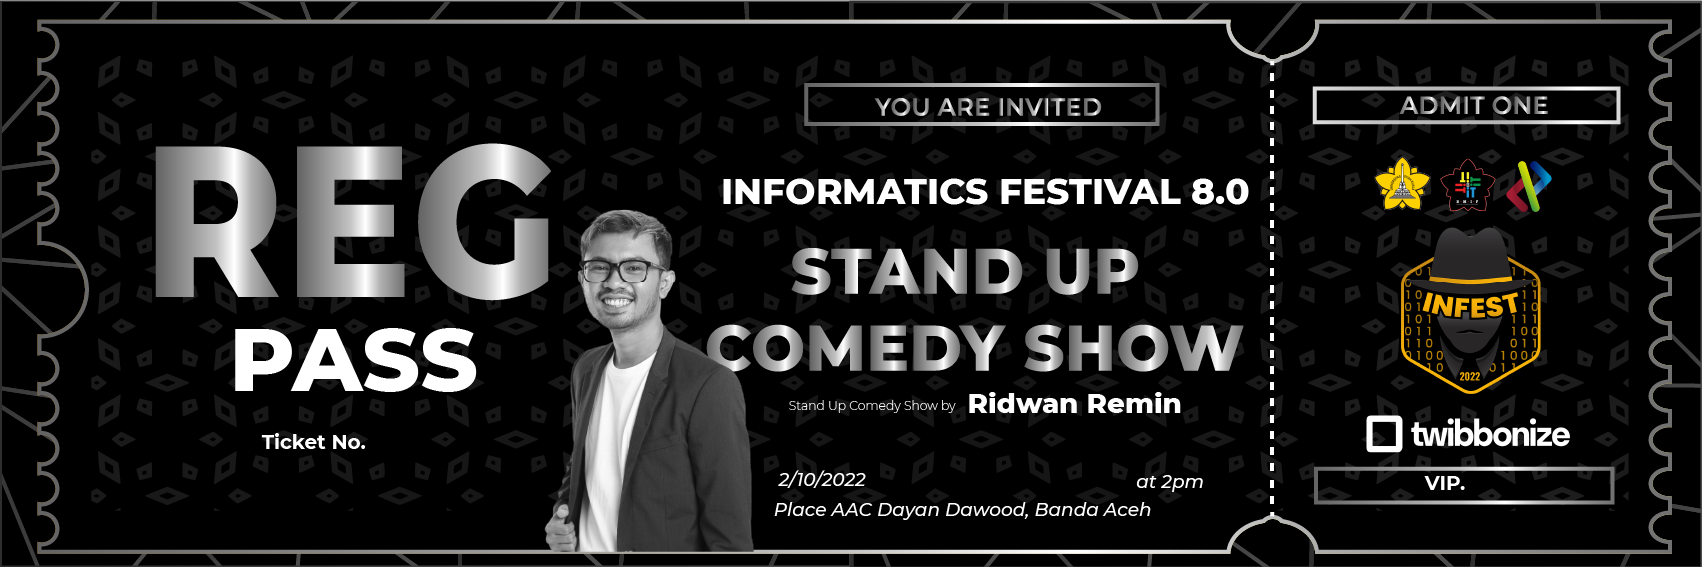 REG
PASS
Ticket No.
YOU ARE INVITED
INFORMATICS FESTIVAL 8.0
STAND UP
COMEDY SHOW
Stand Up Comedy Show by Ridwan Remin
2/10/2022 at 2pm
Place AAC Dayan Dawood, Banda Aceh
ADMIT ONE
IT
HMIF
INFEST
2022
twibbonize
VIP.